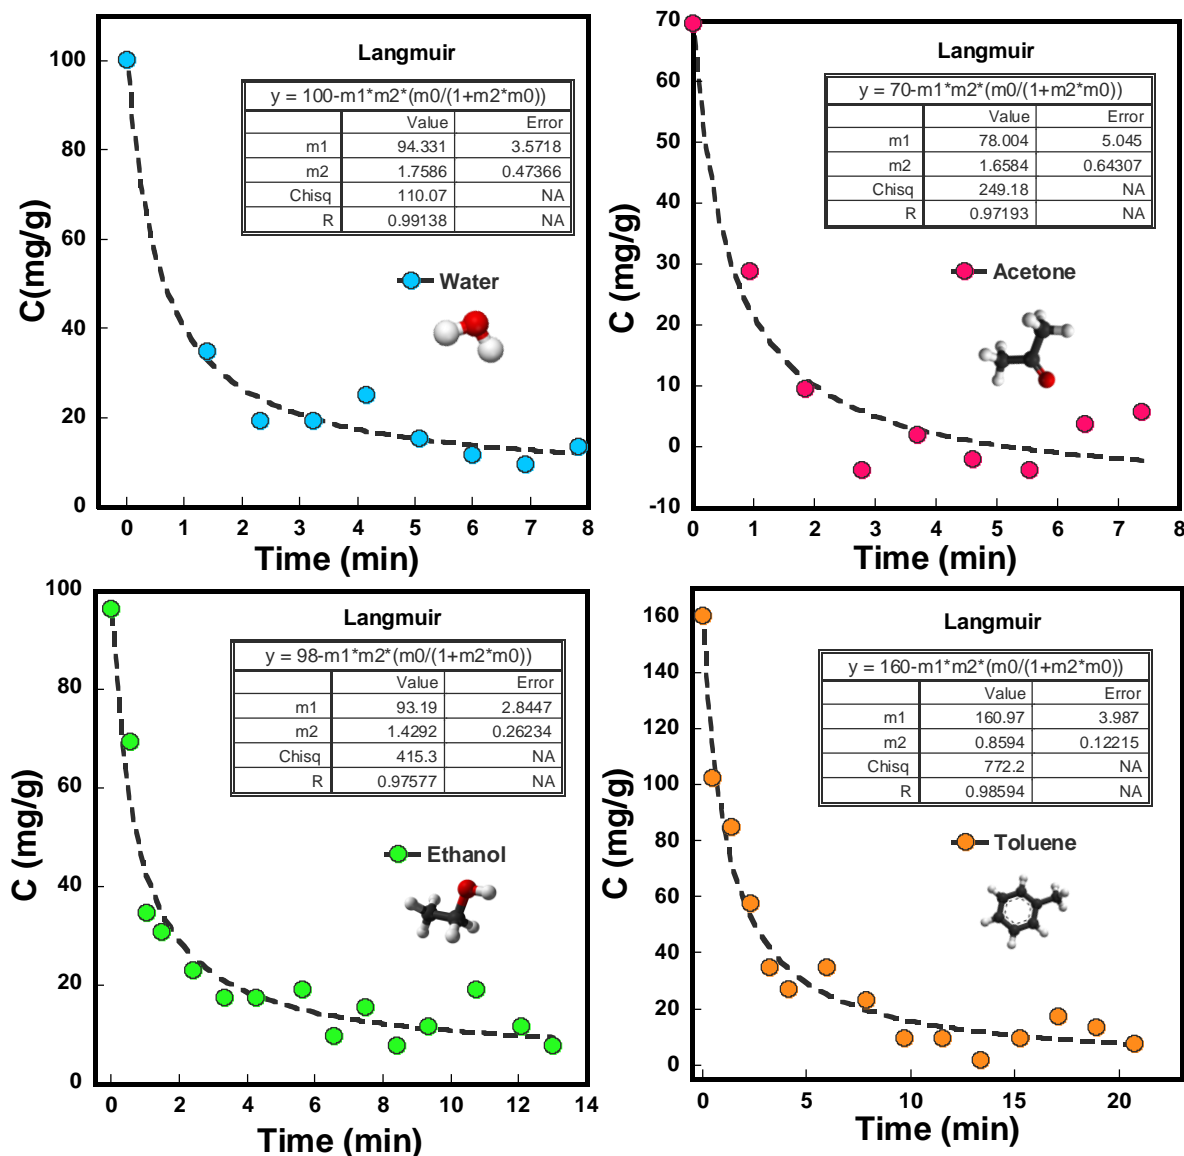 Langmuir
y = 100-m1*m2*(m0/(1+m2*m0))
Value Error
m1 94.331 3.5718
m2 1.7586 0.47366
Chisq 110.07 NA
R 0.99138 NA
Water
C(mg/g)
100
80
60
40
20
0
0 1 2 3 4 5 6 7 8
Time (min)
Langmuir
y = 70-m1*m2*(m0/(1+m2*m0))
Value Error
m1 78.004 5.045
m2 1.6584 0.64307
Chisq 249.18 NA
R 0.97193 NA
Acetone
C (mg/g)
70
60
50
40
30
20
10
0
-10
0 1 2 3 4 5 6 7 8
Time (min)
Langmuir
y = 98-m1*m2*(m0/(1+m2*m0))
Value Error
m1 93.19 2.8447
m2 1.4292 0.26234
Chisq 415.3 NA
R 0.97577 NA
Ethanol
C (mg/g)
100
80
60
40
20
0
0 2 4 6 8 10 12 14
Time (min)
Langmuir
y = 160-m1*m2*(m0/(1+m2*m0))
Value Error
m1 160.97 3.987
m2 0.8594 0.12215
Chisq 772.2 NA
R 0.98594 NA
Toluene
C (mg/g)
160
140
120
100
80
60
40
20
0
0 5 10 15 20
Time (min)